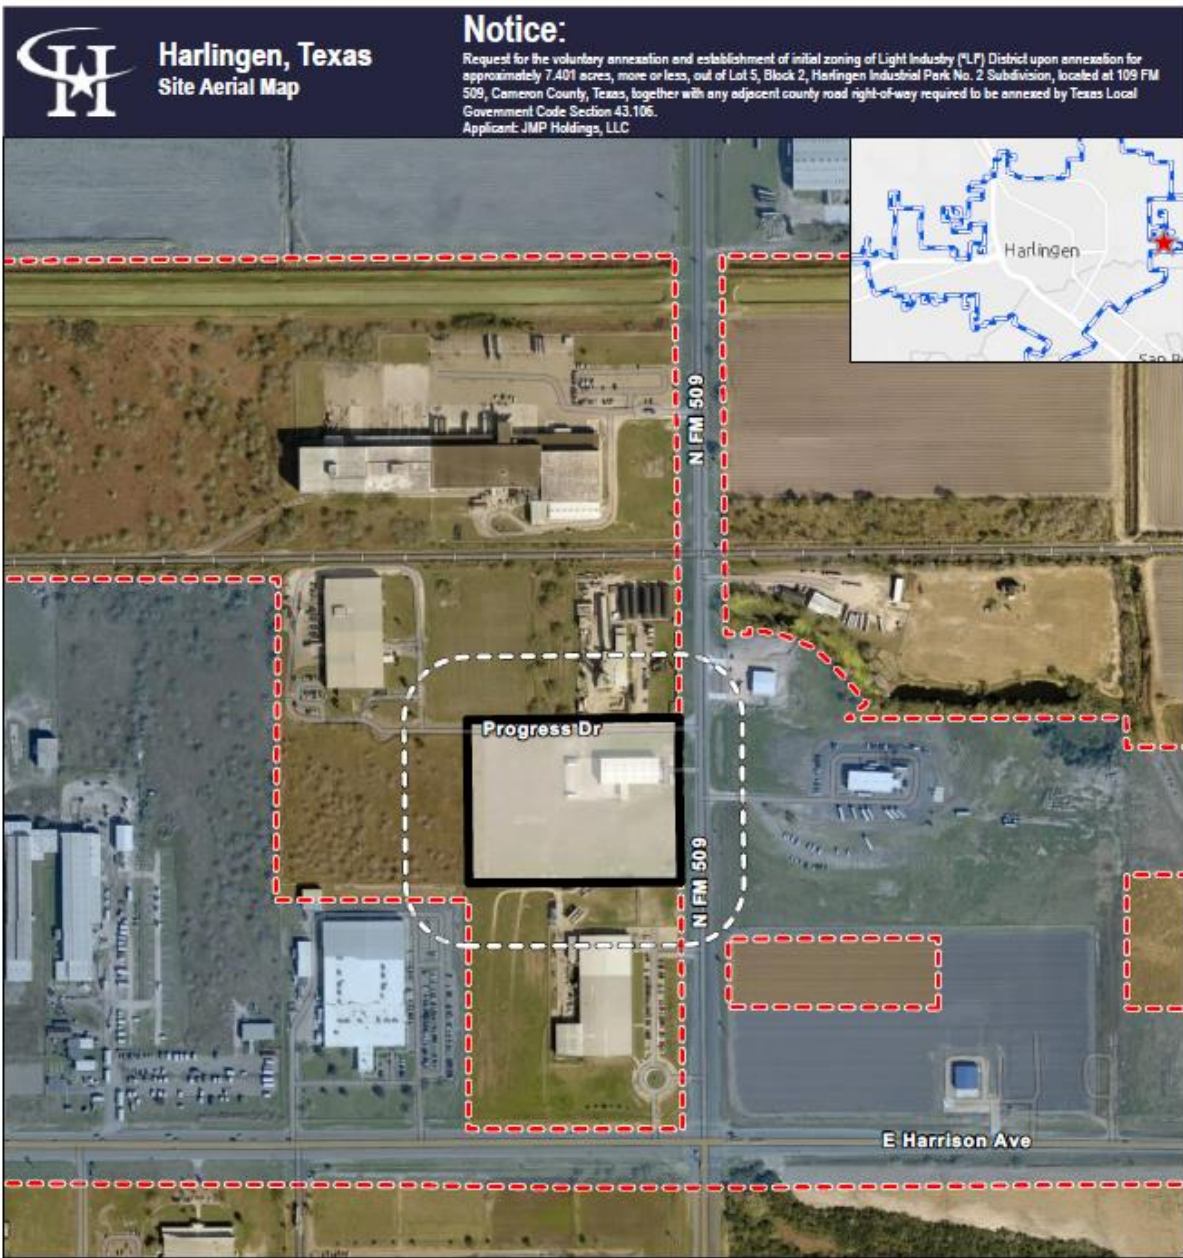 Harlingen, Texas
Site Aerial Map
Notice:
Request for the voluntary annexation and establishment of initial zoning of Light Industry ("LI") District upon annexation for
approximately 7.401 acres, more or less, out of Lot 5, Block 2, Harlingen Industrial Park No. 2 Subdivision, located at 109 FM
509, Cameron County, Texas, together with any adjacent county road right-of-way required to be annexed by Texas Local
Government Code Section 43.106.
Applicant: JMP Holdings, LLC
Harlingen
N FM 509
Progress Dr
N FM 509
E Harrison Ave